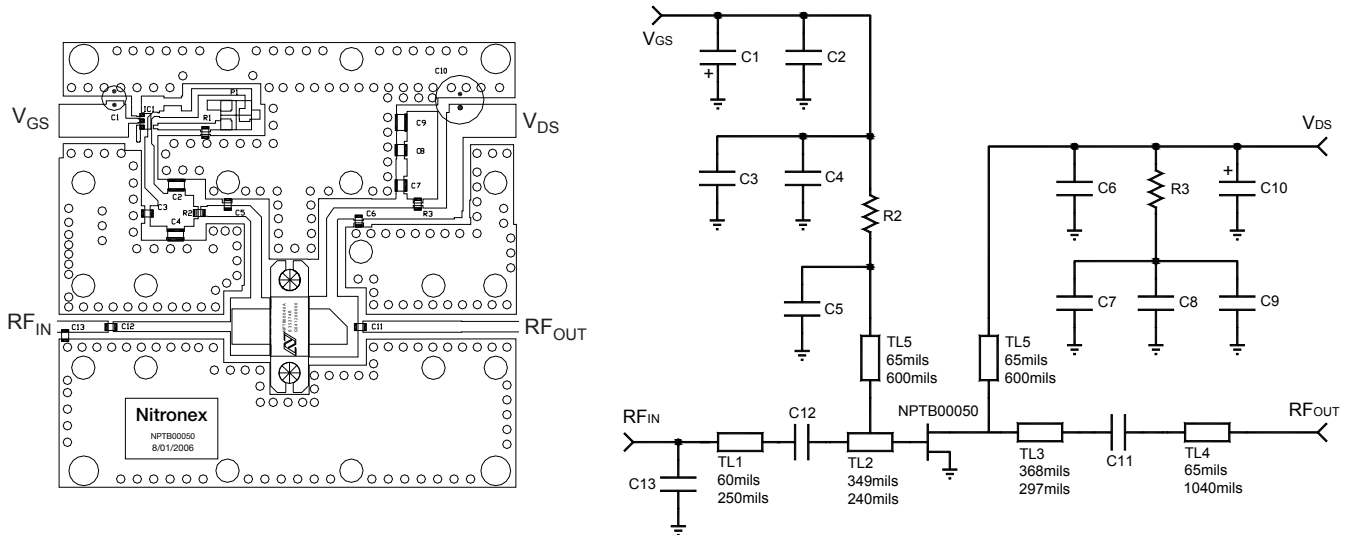 VGS
C1
IC1
P1
R1
C10
C9
C8
C7
VDS
C2
C3
R2
C4
C5
C6
R3
RFIN
C13
C12
C11
RFOUT
Nitronex
NPTB00050
8/01/2006
VGS
C1
+
C2
C3
C4
R2
C5
TL5
65mils
600mils
VDS
C6
R3
+
C10
C7
C8
C9
TL5
65mils
600mils
RFIN
C13
TL1
60mils
250mils
C12
TL2
349mils
240mils
NPTB00050
TL3
368mils
297mils
C11
TL4
65mils
1040mils
RFOUT